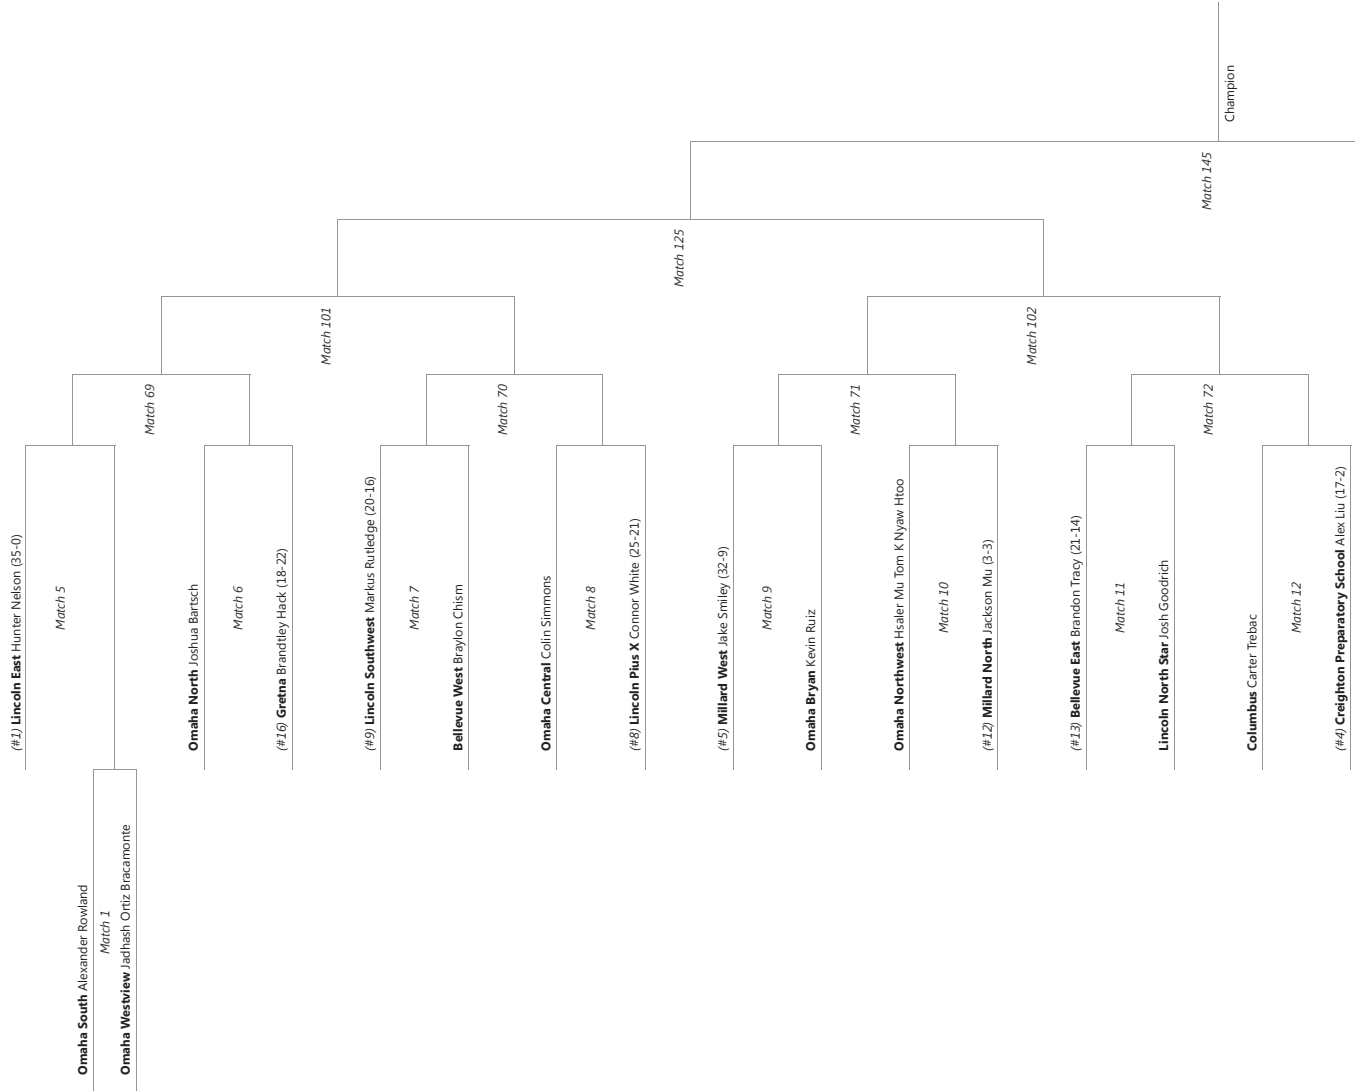 (#1) Lincoln East Hunter Nelson (35-0)
Match 5
Omaha South Alexander Rowland
Match 1
Omaha Westview Jadhash Ortiz Bracamonte
Match 69
Omaha North Joshua Bartsch
Match 6
(#16) Gretna Brandtley Hack (18-22)
Match 101
(#9) Lincoln Southwest Markus Rutledge (20-16)
Match 7
Bellevue West Braylon Chism
Match 70
Omaha Central Colin Simmons
Match 8
(#8) Lincoln Pius X Connor White (25-21)
Match 125
(#5) Millard West Jake Smiley (32-9)
Match 9
Omaha Bryan Kevin Ruiz
Match 71
Omaha Northwest Hsaler Mu Tom K Nyaw Htoo
Match 10
(#12) Millard North Jackson Mu (3-3)
Match 102
(#13) Bellevue East Brandon Tracy (21-14)
Match 11
Lincoln North Star Josh Goodrich
Match 72
Columbus Carter Trebac
Match 12
(#4) Creighton Preparatory School Alex Liu (17-2)
Match 145
Champion